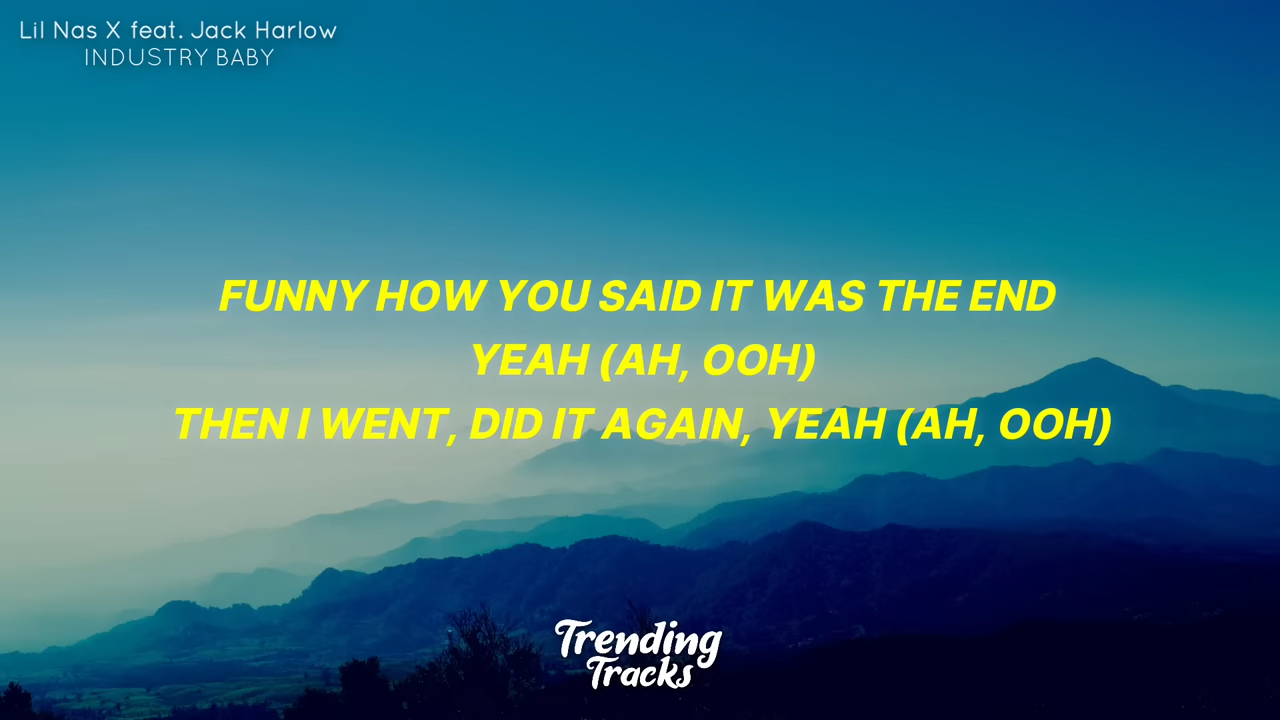 Lil Nas X feat. Jack Harlow
INDUSTRY BABY
FUNNY HOW YOU SAID IT WAS THE END
YEAH (AH, OOH)
THEN I WENT, DID IT AGAIN, YEAH (AH, OOH)
Trending
Tracks